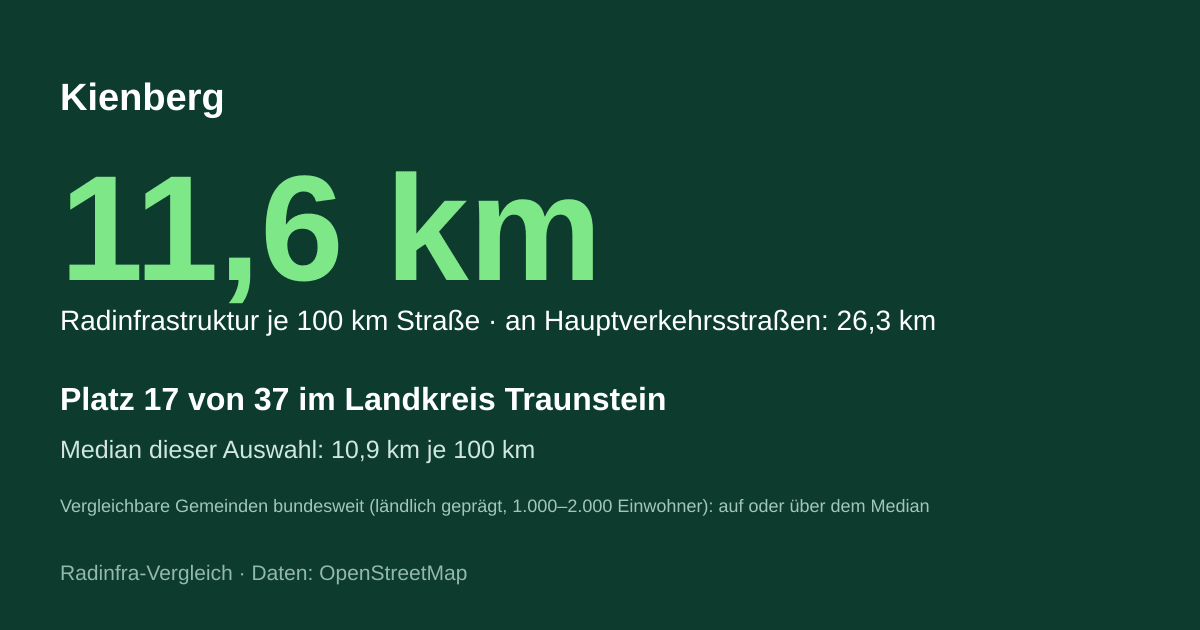 Kienberg
11,6 km
Radinfrastruktur je 100 km Straße · an Hauptverkehrsstraßen: 26,3 km
Platz 17 von 37 im Landkreis Traunstein
Median dieser Auswahl: 10,9 km je 100 km
Vergleichbare Gemeinden bundesweit (ländlich geprägt, 1.000–2.000 Einwohner): auf oder über dem Median
Radinfra-Vergleich · Daten: OpenStreetMap